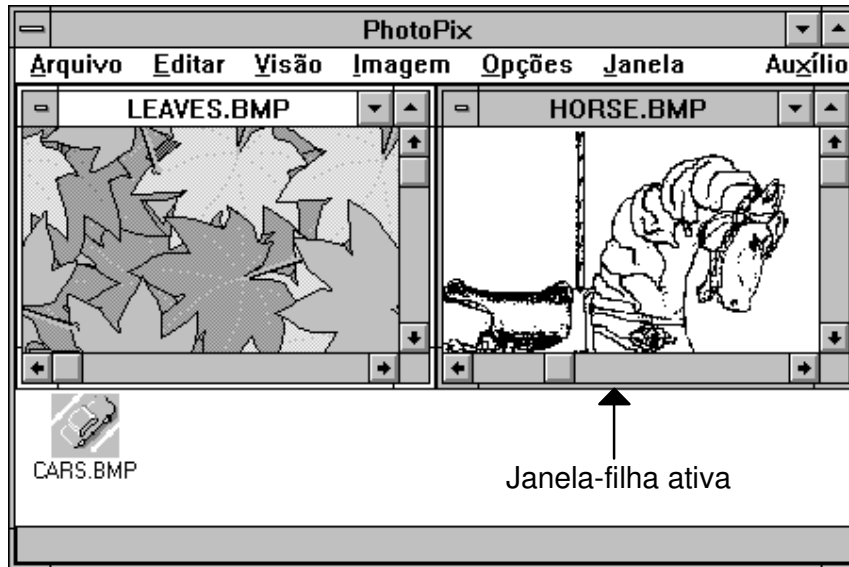 PhotoPix
Arquivo Editar Visão Imagem Opções Janela Auxílio
LEAVES.BMP HORSE.BMP
CARS.BMP
Janela-filha ativa